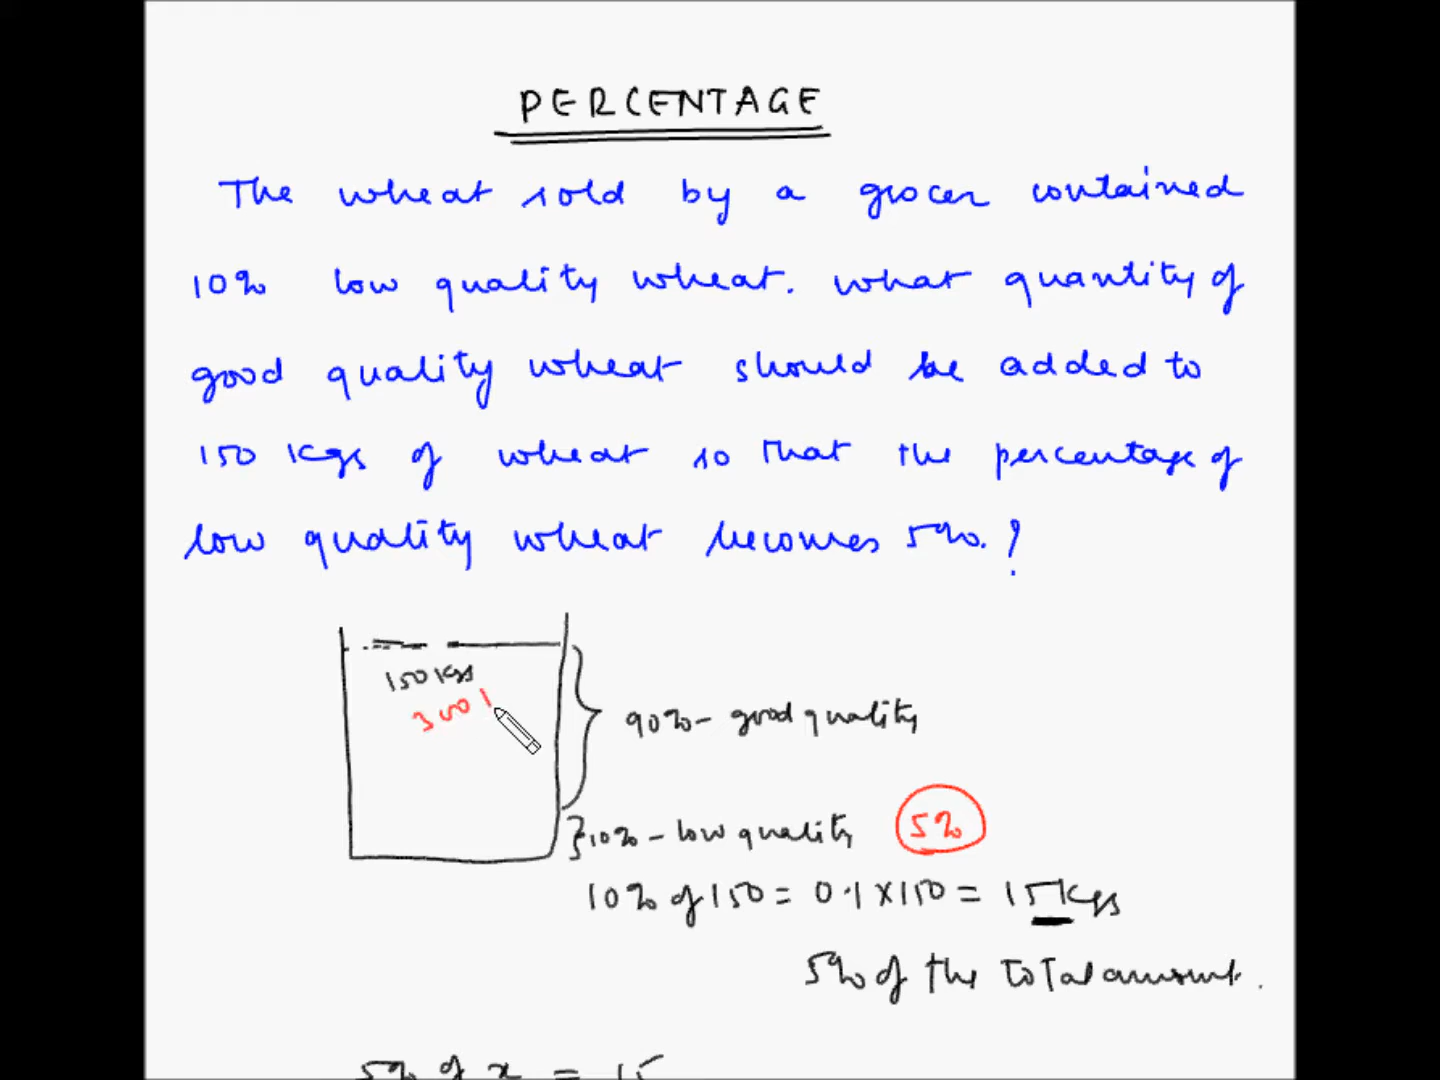 PERCENTAGE
The wheat sold by a grocer contained
10% low quality wheat. What quantity of
good quality wheat should be added to
150 kgs of wheat so that the percentage of
low quality wheat becomes 5%.?
150 kgs
300
90% - good quality
10% - low quality 5%
10% of 150 = 0.1 x 150 = 15 kgs
5% of the total amount.
5% of x = 15